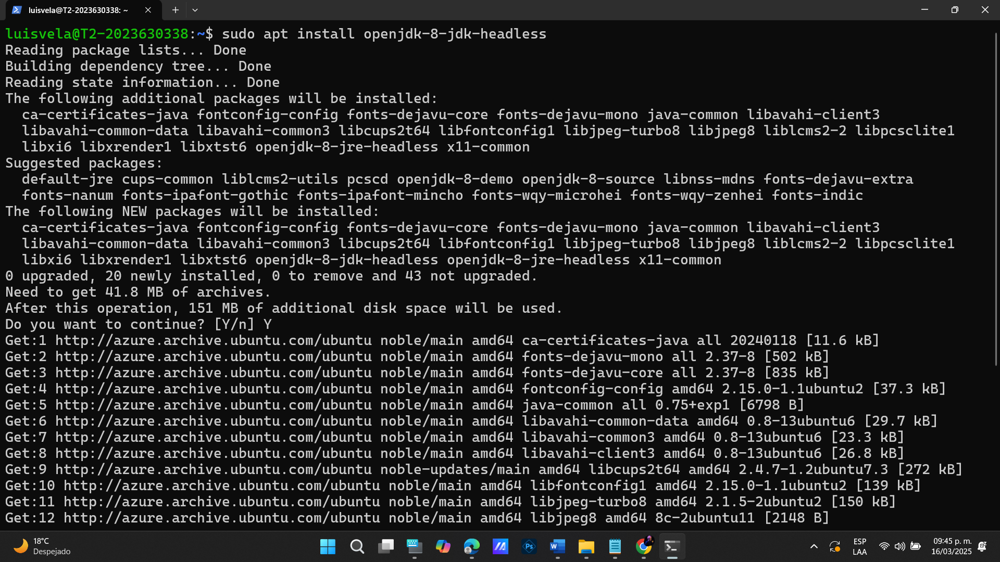 luisvela@T2-2023630338: ~
luisvela@T2-2023630338:~$ sudo apt install openjdk-8-jdk-headless
Reading package lists... Done
Building dependency tree... Done
Reading state information... Done
The following additional packages will be installed:
  ca-certificates-java fontconfig-config fonts-dejavu-core fonts-dejavu-mono java-common libavahi-client3
  libavahi-common-data libavahi-common3 libcups2t64 libfontconfig1 libjpeg-turbo8 libjpeg8 liblcms2-2 libpcsclite1
  libxi6 libxrender1 libxtst6 openjdk-8-jre-headless x11-common
Suggested packages:
  default-jre cups-common liblcms2-utils pcscd openjdk-8-demo openjdk-8-source libnss-mdns fonts-dejavu-extra
  fonts-nanum fonts-ipafont-gothic fonts-ipafont-mincho fonts-wqy-microhei fonts-wqy-zenhei fonts-indic
The following NEW packages will be installed:
  ca-certificates-java fontconfig-config fonts-dejavu-core fonts-dejavu-mono java-common libavahi-client3
  libavahi-common-data libavahi-common3 libcups2t64 libfontconfig1 libjpeg-turbo8 libjpeg8 liblcms2-2 libpcsclite1
  libxi6 libxrender1 libxtst6 openjdk-8-jdk-headless openjdk-8-jre-headless x11-common
0 upgraded, 20 newly installed, 0 to remove and 43 not upgraded.
Need to get 41.8 MB of archives.
After this operation, 151 MB of additional disk space will be used.
Do you want to continue? [Y/n] Y
Get:1 http://azure.archive.ubuntu.com/ubuntu noble/main amd64 ca-certificates-java all 20240118 [11.6 kB]
Get:2 http://azure.archive.ubuntu.com/ubuntu noble/main amd64 fonts-dejavu-mono all 2.37-8 [502 kB]
Get:3 http://azure.archive.ubuntu.com/ubuntu noble/main amd64 fonts-dejavu-core all 2.37-8 [835 kB]
Get:4 http://azure.archive.ubuntu.com/ubuntu noble/main amd64 fontconfig-config amd64 2.15.0-1.1ubuntu2 [37.3 kB]
Get:5 http://azure.archive.ubuntu.com/ubuntu noble/main amd64 java-common all 0.75+exp1 [6798 B]
Get:6 http://azure.archive.ubuntu.com/ubuntu noble/main amd64 libavahi-common-data amd64 0.8-13ubuntu6 [29.7 kB]
Get:7 http://azure.archive.ubuntu.com/ubuntu noble/main amd64 libavahi-common3 amd64 0.8-13ubuntu6 [23.3 kB]
Get:8 http://azure.archive.ubuntu.com/ubuntu noble/main amd64 libavahi-client3 amd64 0.8-13ubuntu6 [26.8 kB]
Get:9 http://azure.archive.ubuntu.com/ubuntu noble-updates/main amd64 libcups2t64 amd64 2.4.7-1.2ubuntu7.3 [272 kB]
Get:10 http://azure.archive.ubuntu.com/ubuntu noble/main amd64 libfontconfig1 amd64 2.15.0-1.1ubuntu2 [139 kB]
Get:11 http://azure.archive.ubuntu.com/ubuntu noble/main amd64 libjpeg-turbo8 amd64 2.1.5-2ubuntu2 [150 kB]
Get:12 http://azure.archive.ubuntu.com/ubuntu noble/main amd64 libjpeg8 amd64 8c-2ubuntu11 [2148 B]
18°C
Despejado
Ps
W
ESP
LAA
09:45 p. m.
16/03/2025